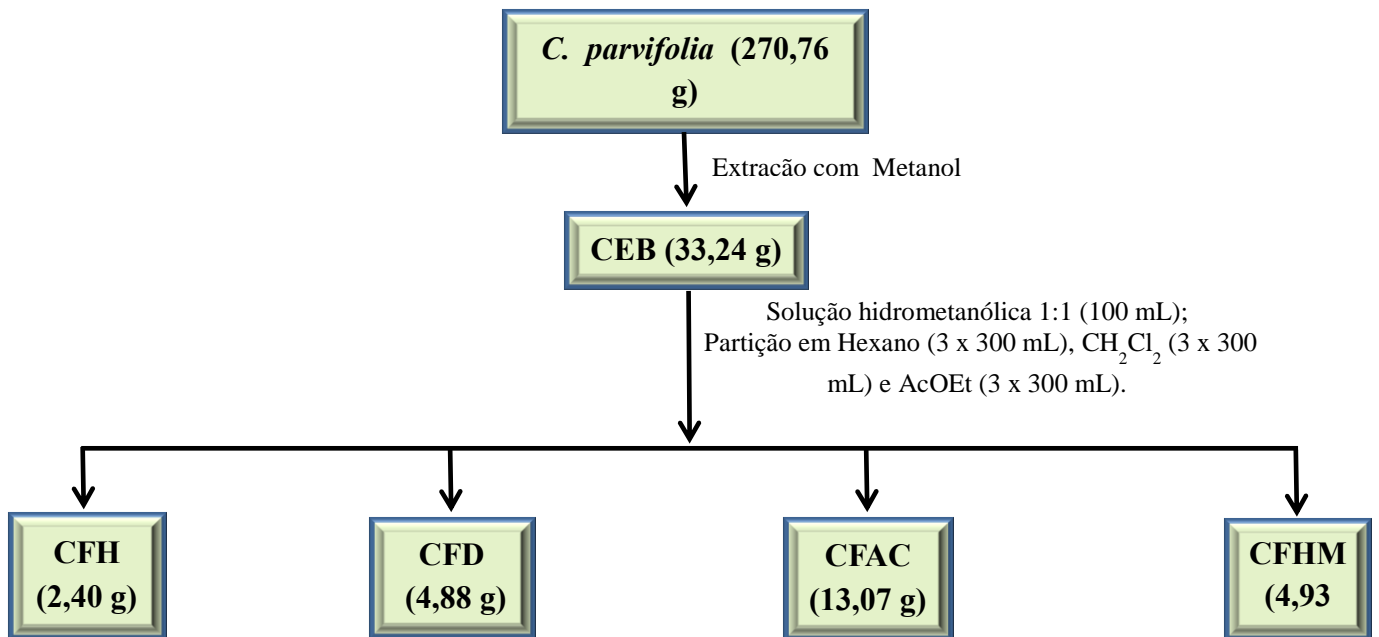 C. parvifolia (270,76
g)
Extracão com Metanol
CEB (33,24 g)
Solução hidrometanólica 1:1 (100 mL);
Partição em Hexano (3 x 300 mL), CH2Cl2 (3 x 300
mL) e AcOEt (3 x 300 mL).
CFH
(2,40 g)
CFD
(4,88 g)
CFAC
(13,07 g)
CFHM
(4,93